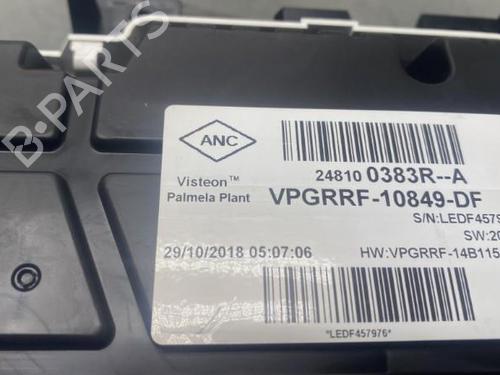 B-PARTS
ANC
Visteon™
Palmela Plant
24810 0383R--A
VPGRRF-10849-DF
S/N:LEDF4579
SW:20
29/10/2018 05:07:06
HW:VPGRRF-14B115
*LEDF457976*